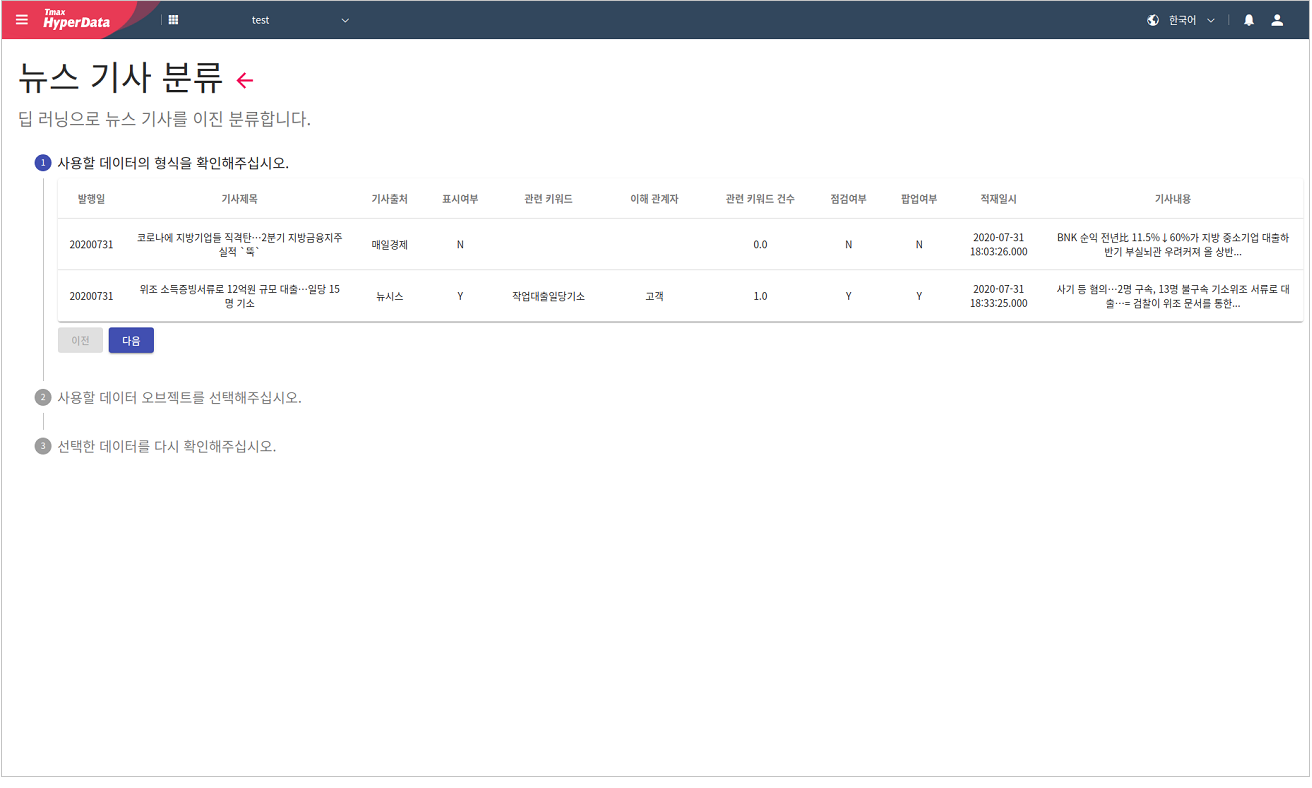 Tmax
HyperData
test
한국어
뉴스 기사 분류
딥 러닝으로 뉴스 기사를 이진 분류합니다.
1 사용할 데이터의 형식을 확인해주십시오.
발행일 기사제목 기사출처 표시여부 관련 키워드 이해 관계자 관련 키워드 건수 점검여부 팝업여부 적재일시 기사내용
20200731
코로나에 지방기업들 직격탄…2분기 지방금융지주
실적 `뚝`
매일경제
N
0.0
N
N
2020-07-31
18:03:26.000
BNK 순익 전년比 11.5%↓60%가 지방 중소기업 대출하
반기 부실뇌관 우려커져 올 상반...
20200731
위조 소득증빙서류로 12억원 규모 대출…일당 15
명 기소
뉴시스
Y
작업대출일당기소
고객
1.0
Y
Y
2020-07-31
18:33:25.000
사기 등 혐의…2명 구속, 13명 불구속 기소위조 서류로 대
출…= 검찰이 위조 문서를 통한...
이전 다음
2 사용할 데이터 오브젝트를 선택해주십시오.
3 선택한 데이터를 다시 확인해주십시오.